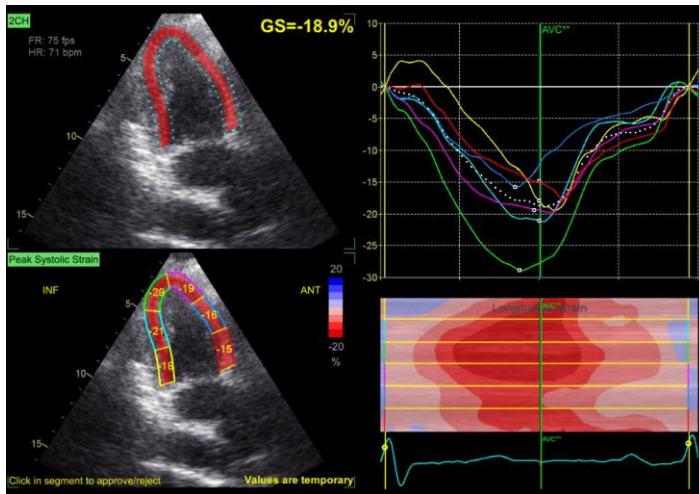 2CH
GS=-18.9%
FR: 75 fps
HR: 71 bpm
5
10
15
Peak Systolic Strain
INF
ANT
20
-20
%
5
10
15
-29
-19
-21
-16
-18
-15
Click in segment to approve/reject
Values are temporary
AVC**
10
5
0
-5
-10
-15
-20
-25
-30
AVC**
Longitudinal Strain
AVC**